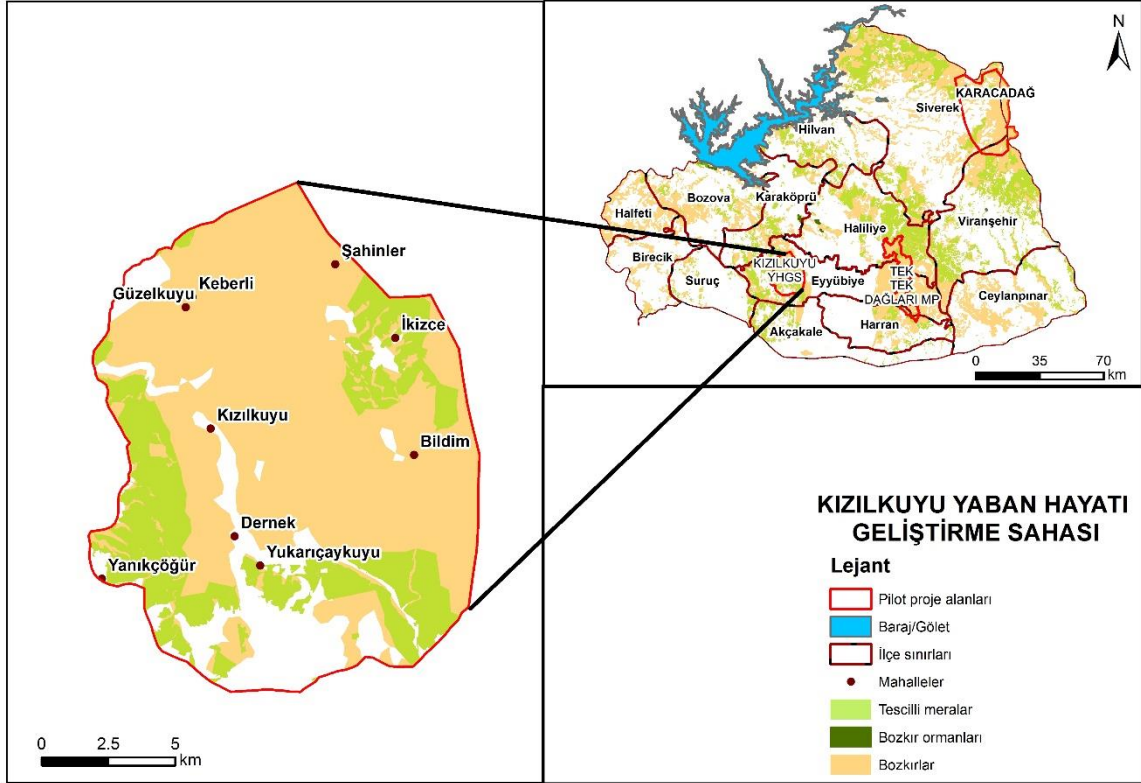 Şahinler
Keberli
Güzelkuyu
İkizce
Kızılkuyu
Bildim
Dernek
Yukarıçaykuyu
Yanıkçöğür
0 2.5 5
km
N
KARACADAĞ
Siverek
Hilvan
Bozova
Karaköprü
Halfeti
Viranşehir
Haliliye
Birecik
KIZILKUYU
YHGS
Suruç
Eyyübiye
TEK
TEK
DAĞLARI MP
Ceylanpınar
Akçakale
Harran
0 35 70
km
KIZILKUYU YABAN HAYATI
GELİŞTİRME SAHASI
Lejant
Pilot proje alanları
Baraj/Gölet
İlçe sınırları
Mahalleler
Tescilli meralar
Bozkır ormanları
Bozkırlar